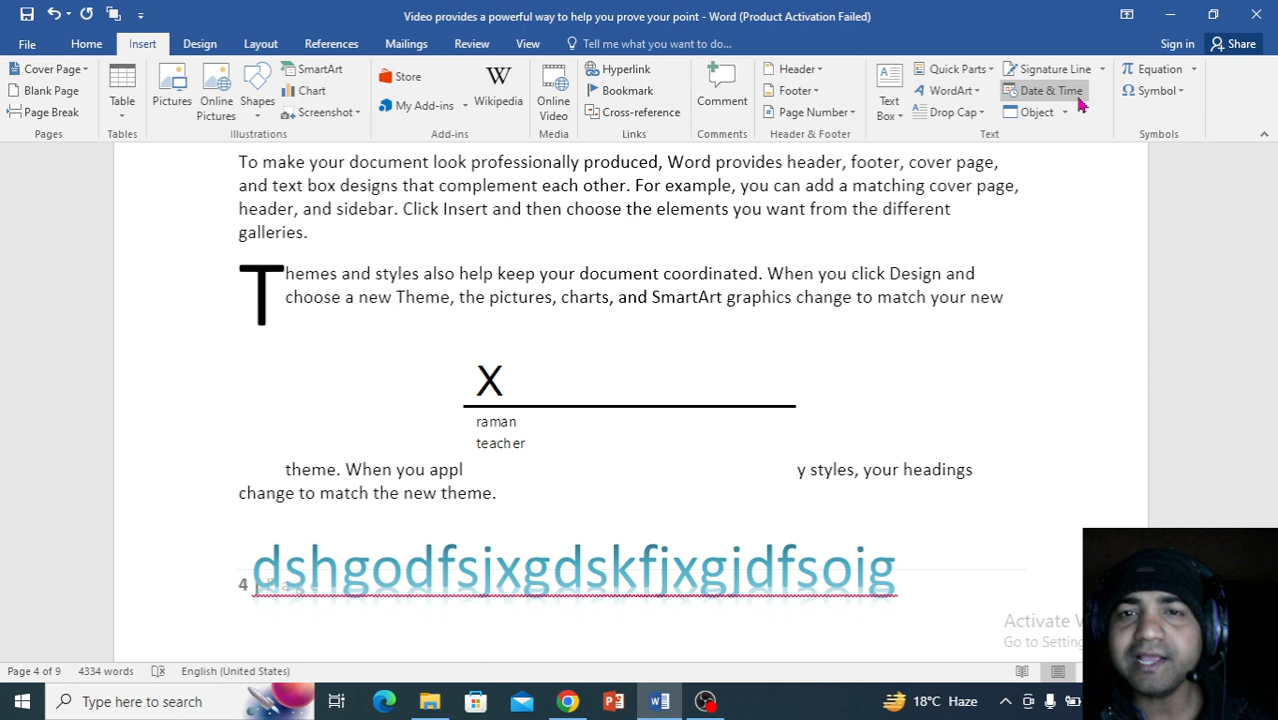 Video provides a powerful way to help you prove your point - Word (Product Activation Failed)
File Home Insert Design Layout References Mailings Review View Tell me what you want to do... Sign in Share
Cover Page
Blank Page
Page Break
Pages
Table
Tables
Pictures
Online Pictures
Shapes
SmartArt
Chart
Screenshot
Illustrations
Store
My Add-ins
Wikipedia
Add-ins
Online Video
Media
Hyperlink
Bookmark
Cross-reference
Links
Comment
Comments
Header
Footer
Page Number
Header & Footer
Text Box
Quick Parts
WordArt
Drop Cap
Signature Line
Date & Time
Object
Text
Equation
Symbol
Symbols
To make your document look professionally produced, Word provides header, footer, cover page,
and text box designs that complement each other. For example, you can add a matching cover page,
header, and sidebar. Click Insert and then choose the elements you want from the different
galleries.
Themes and styles also help keep your document coordinated. When you click Design and
choose a new Theme, the pictures, charts, and SmartArt graphics change to match your new
X
raman
teacher
theme. When you appl y styles, your headings
change to match the new theme.
dshgodfsjxgdskfjxgjdfsoig
4 | Page
Activate
Go to Setting
Page 4 of 9 4334 words English (United States)
Type here to search
18°C Haze